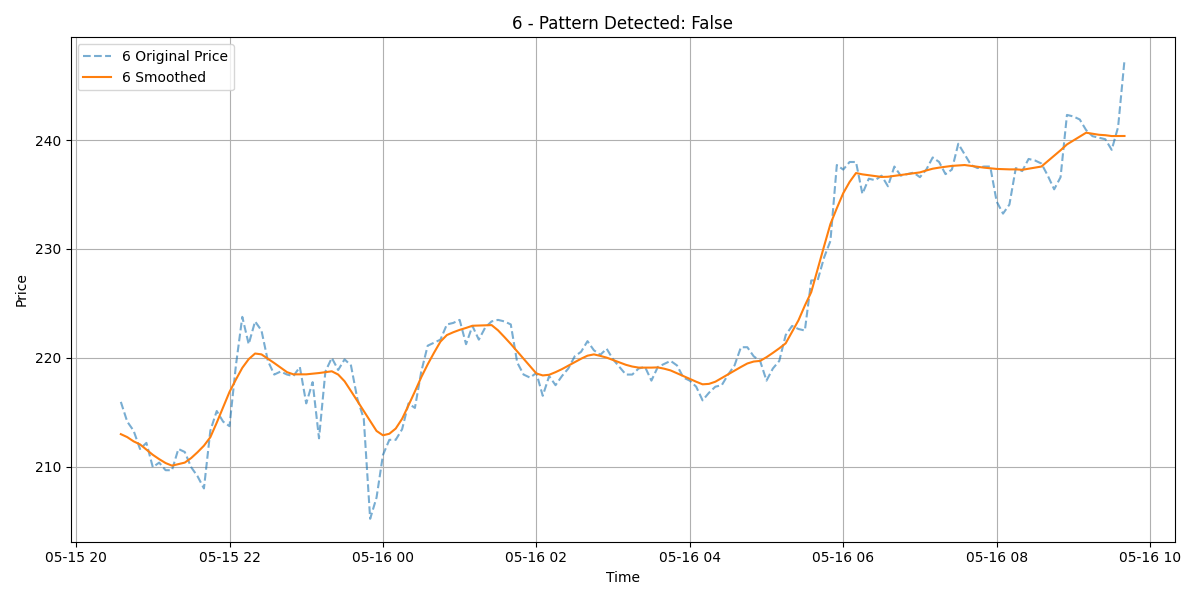 6 - Pattern Detected: False
6 Original Price
6 Smoothed
Price
240
230
220
210
05-15 20
05-15 22
05-16 00
05-16 02
05-16 04
05-16 06
05-16 08
05-16 10
Time